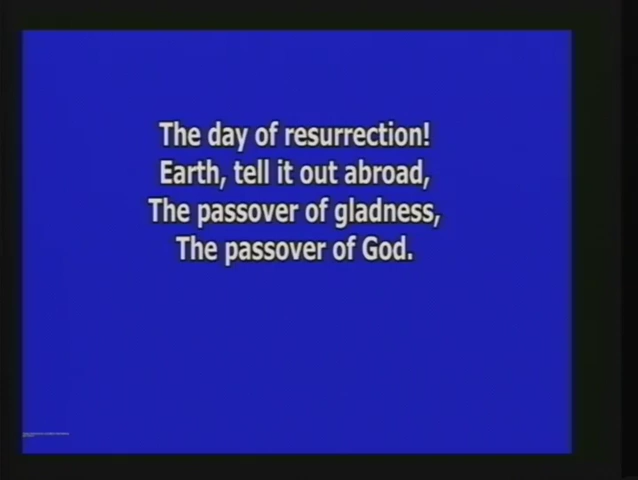 The day of resurrection!
Earth, tell it out abroad,
The passover of gladness,
The passover of God.